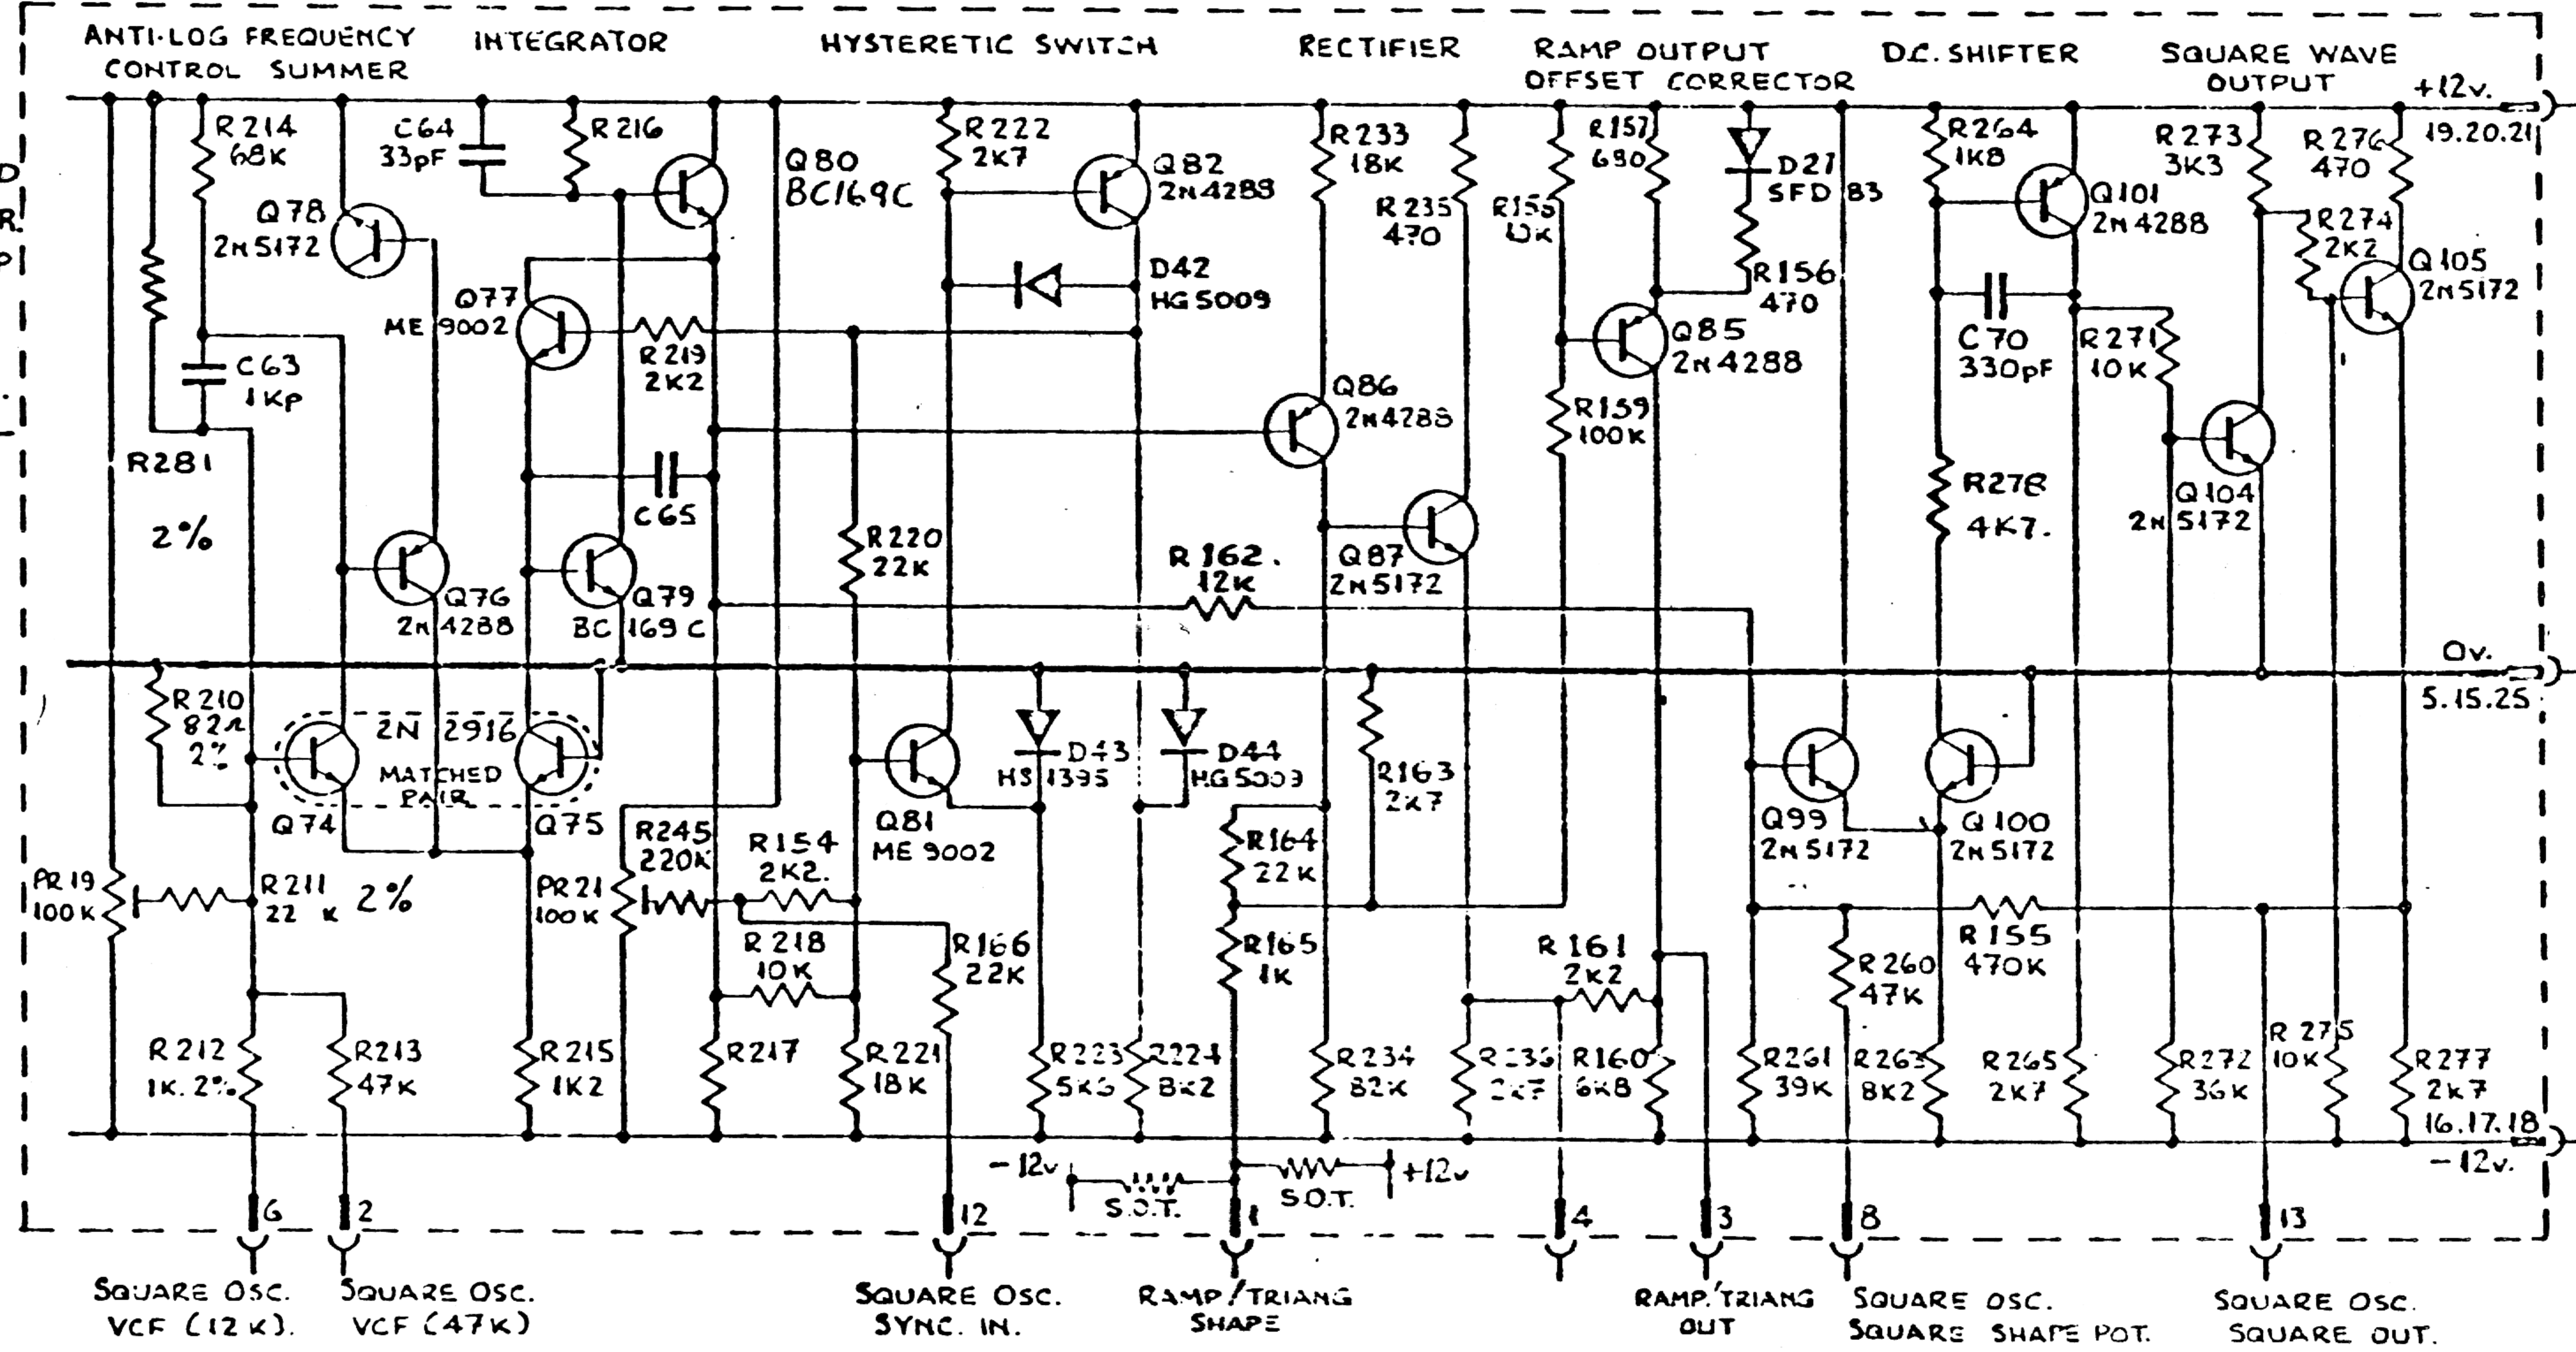 ANTI-LOG FREQUENCY
CONTROL SUMMER
INTEGRATOR
HYSTERETIC SWITCH
RECTIFIER
RAMP OUTPUT
OFFSET CORRECTOR
D.C. SHIFTER
SQUARE WAVE
OUTPUT
+12v.
19.20.21
R214
68K
C64
33pF
R216
Q80
BC169C
R222
2K7
Q82
2N4288
R233
18K
R235
470
R157
680
D21
SFD 83
R264
1K8
Q101
2N4288
R273
3K3
R276
470
R274
2K2
Q105
2N5172
Q78
2N5172
Q77
ME 9002
R219
2K2
D42
HG5009
R156
470
Q85
2N4288
C70
330pF
R271
10K
C63
1Kp
Q86
2N4288
R159
100K
R281
2%
C65
R278
4K7.
Q104
2N5172
R220
22K
R162.
12K
Q87
2N5172
Q76
2N4288
Q79
BC 169 C
0v.
5.15.25
R210
82Ω
2%
2N 2916
MATCHED
PAIR
Q74
Q75
D43
HS1395
D44
HG5009
R163
2K7
Q81
ME 9002
R245
220K
R154
2K2.
R164
22K
Q99
2N5172
Q100
2N5172
PR19
100K
R211
22 K
2%
PR21
100K
R218
10K
R166
22K
R165
1K
R161
2K2
R260
47K
R155
470K
R212
1K. 2%
R213
47K
R215
1K2
R217
R221
18K
R223
R224
8K2
R234
82K
R236
2K7
R160
6K8
R261
39K
R263
8K2
R265
2K7
R272
36K
R275
10K
R277
2K7
16.17.18
-12v.
-12v
S.O.T.
S.O.T.
+12v
6
2
12
1
4
3
8
13
SQUARE OSC.
VCF (12K).
SQUARE OSC.
VCF (47K)
SQUARE OSC.
SYNC. IN.
RAMP/TRIANG
SHAPE
RAMP/TRIANG
OUT
SQUARE OSC.
SQUARE SHAPE POT.
SQUARE OSC.
SQUARE OUT.